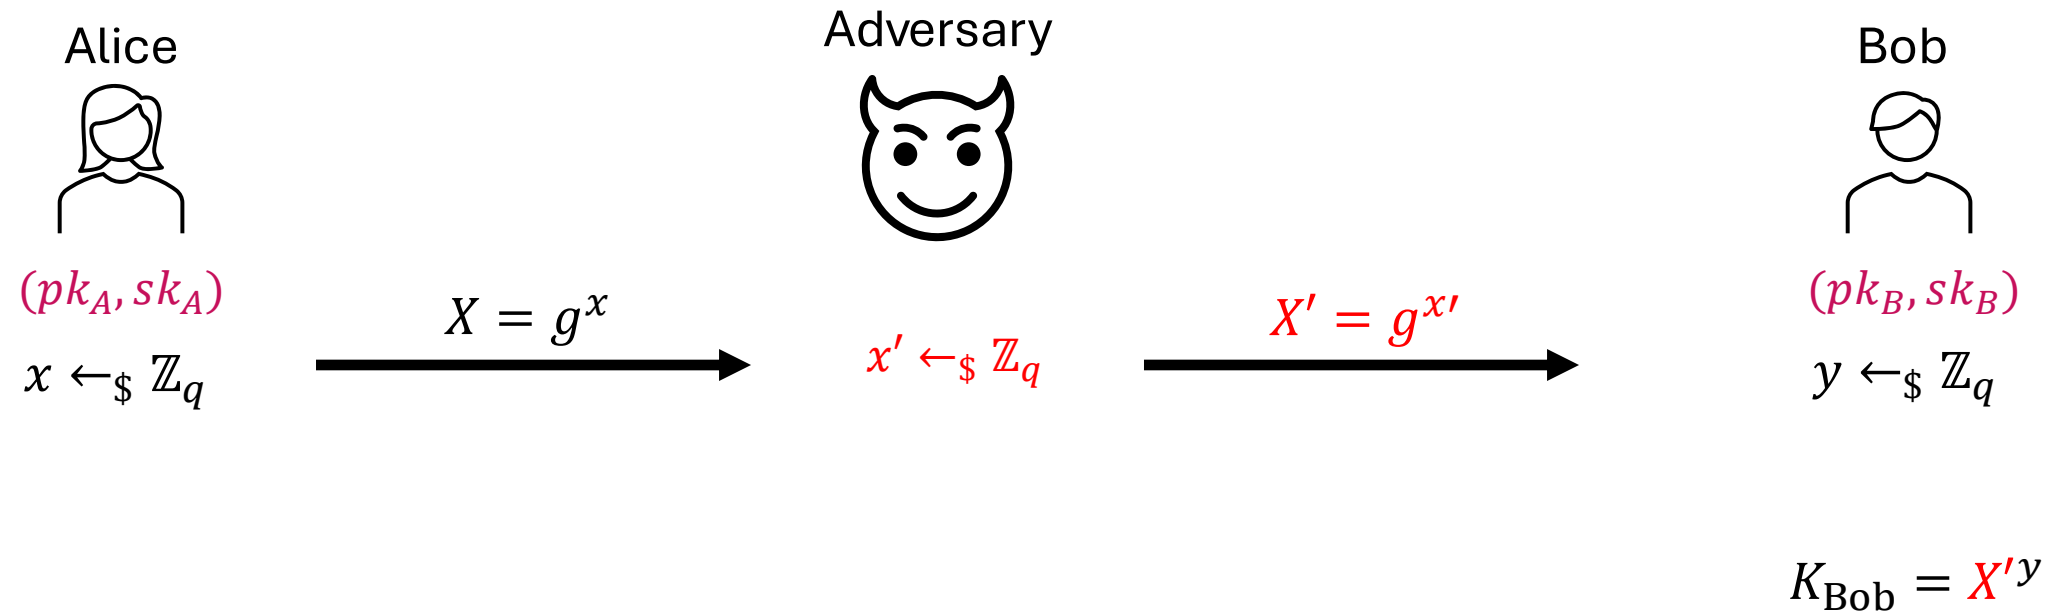 Alice
Adversary
Bob
(pk_A, sk_A)
X = g^x
X′ = g^{x′}
(pk_B, sk_B)
x ←_$ ℤ_q
x′ ←_$ ℤ_q
y ←_$ ℤ_q
K_Bob = X′^y